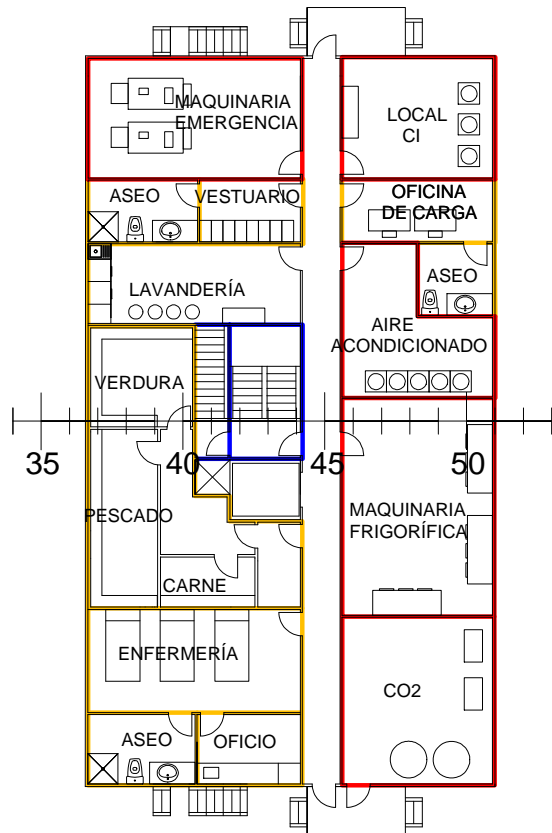 MAQUINARIA
EMERGENCIA
LOCAL
CI
ASEO
VESTUARIO
OFICINA
DE CARGA
LAVANDERÍA
ASEO
AIRE
ACONDICIONADO
VERDURA
35
40
45
50
PESCADO
MAQUINARIA
FRIGORÍFICA
CARNE
ENFERMERÍA
CO2
ASEO
OFICIO